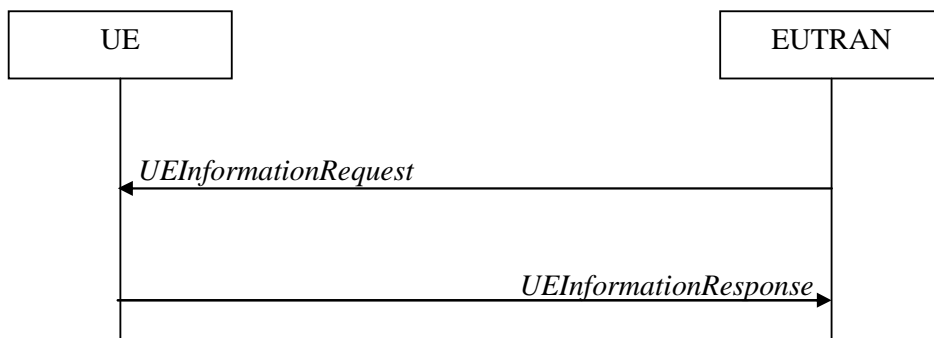 UE
EUTRAN
UEInformationRequest
UEInformationResponse